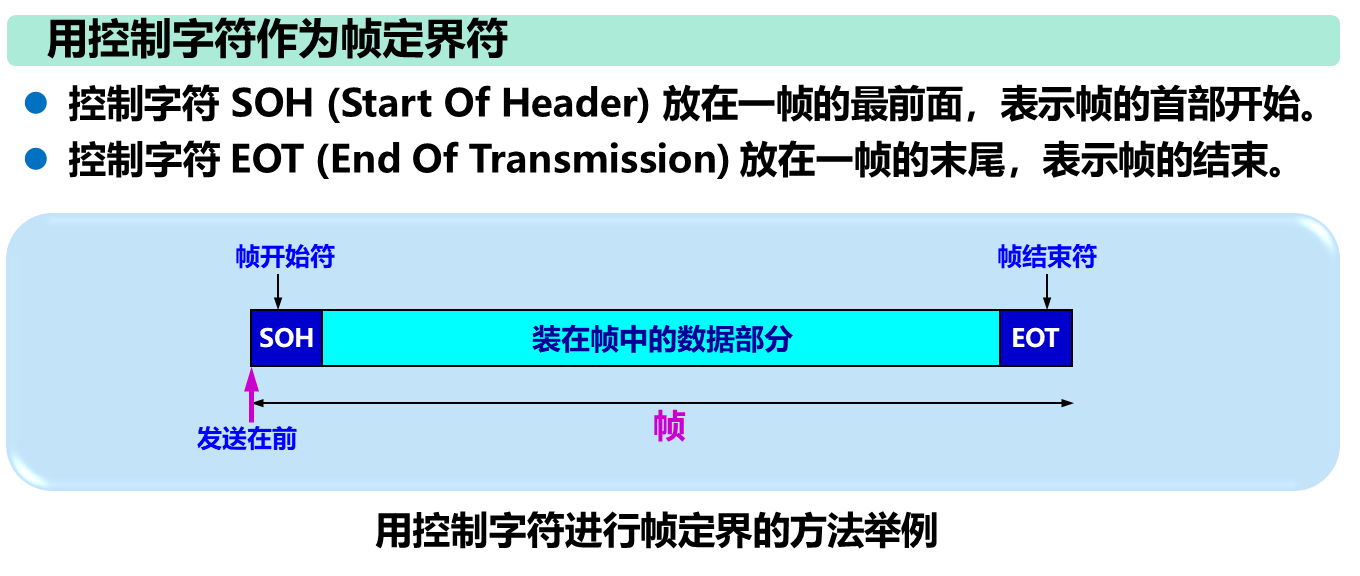 用控制字符作为帧定界符
控制字符 SOH (Start Of Header) 放在一帧的最前面，表示帧的首部开始。
控制字符 EOT (End Of Transmission) 放在一帧的末尾，表示帧的结束。
帧开始符
帧结束符
SOH
装在帧中的数据部分
EOT
帧
发送在前
用控制字符进行帧定界的方法举例